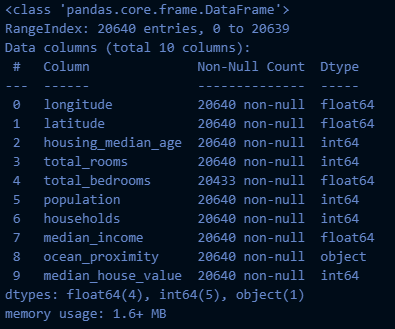 <class 'pandas.core.frame.DataFrame'>
RangeIndex: 20640 entries, 0 to 20639
Data columns (total 10 columns):
 #   Column              Non-Null Count  Dtype
---  ------              --------------  -----
 0   longitude           20640 non-null  float64
 1   latitude            20640 non-null  float64
 2   housing_median_age  20640 non-null  int64
 3   total_rooms         20640 non-null  int64
 4   total_bedrooms      20433 non-null  float64
 5   population          20640 non-null  int64
 6   households          20640 non-null  int64
 7   median_income       20640 non-null  float64
 8   ocean_proximity     20640 non-null  object
 9   median_house_value  20640 non-null  int64
dtypes: float64(4), int64(5), object(1)
memory usage: 1.6+ MB